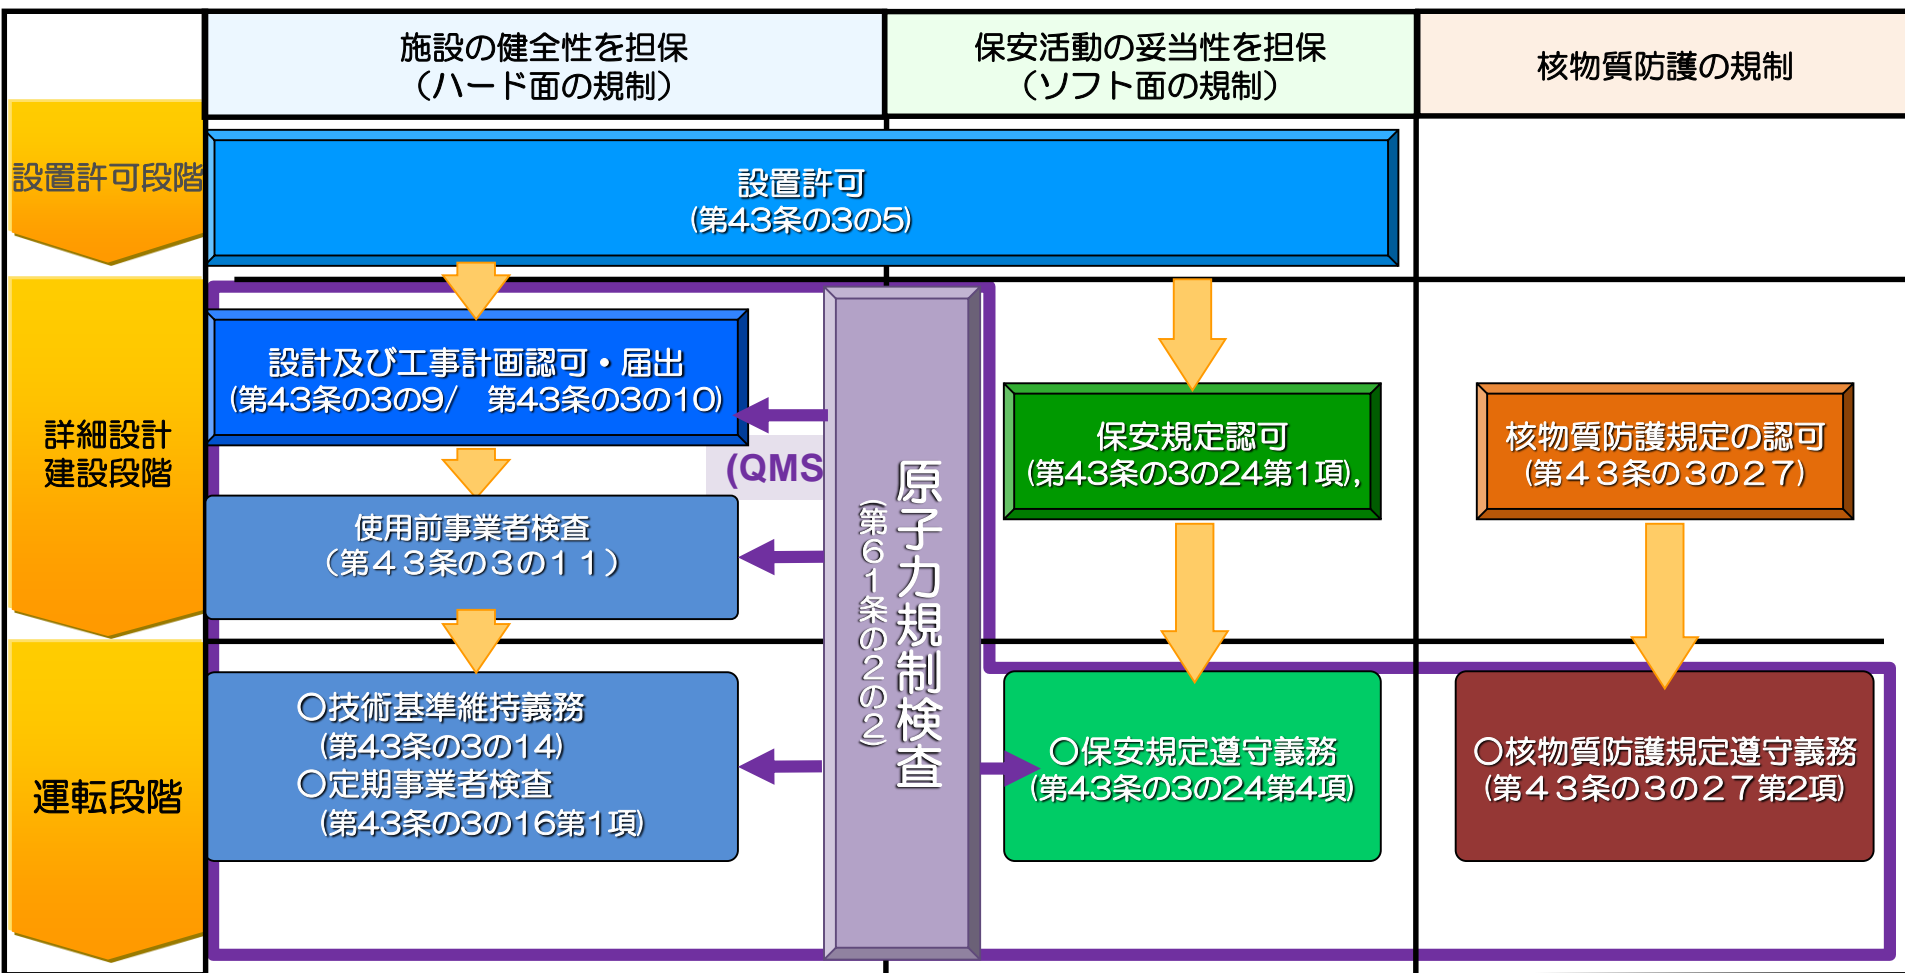 施設の健全性を担保
（ハード面の規制）
保安活動の妥当性を担保
（ソフト面の規制）
核物質防護の規制
設置許可段階
設置許可
(第43条の3の5)
詳細設計
建設段階
設計及び工事計画認可・届出
(第43条の3の9/　第43条の3の10)
(QMS
使用前事業者検査
（第４３条の３の１１）
原子力規制検査
(第６１条の２の２)
保安規定認可
(第43条の3の24第1項),
核物質防護規定の認可
(第４３条の３の２７)
運転段階
〇技術基準維持義務
(第43条の3の14)
〇定期事業者検査
(第43条の3の16第1項)
〇保安規定遵守義務
(第43条の3の24第4項)
〇核物質防護規定遵守義務
(第４３条の３の２７第2項)